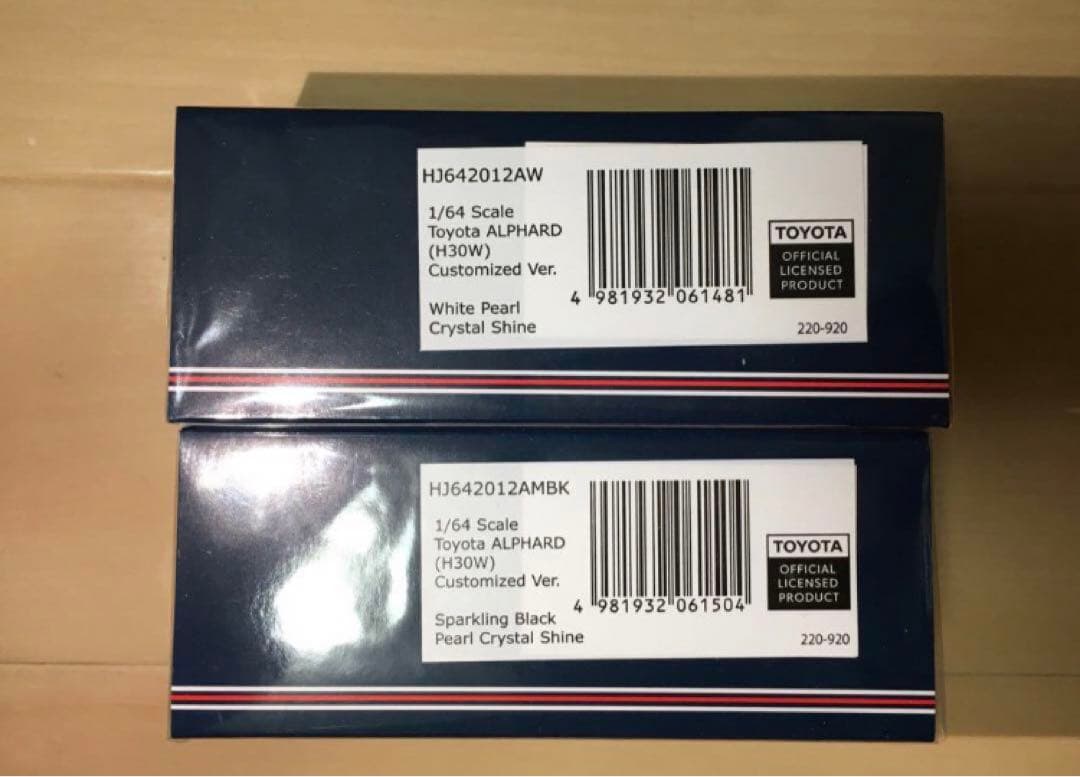 HJ642012AW
1/64 Scale
Toyota ALPHARD
(H30W)
Customized Ver.
White Pearl
Crystal Shine
4 981932 061481
TOYOTA
OFFICIAL
LICENSED
PRODUCT
220-920
HJ642012AMBK
1/64 Scale
Toyota ALPHARD
(H30W)
Customized Ver.
Sparkling Black
Pearl Crystal Shine
4 981932 061504
TOYOTA
OFFICIAL
LICENSED
PRODUCT
220-920